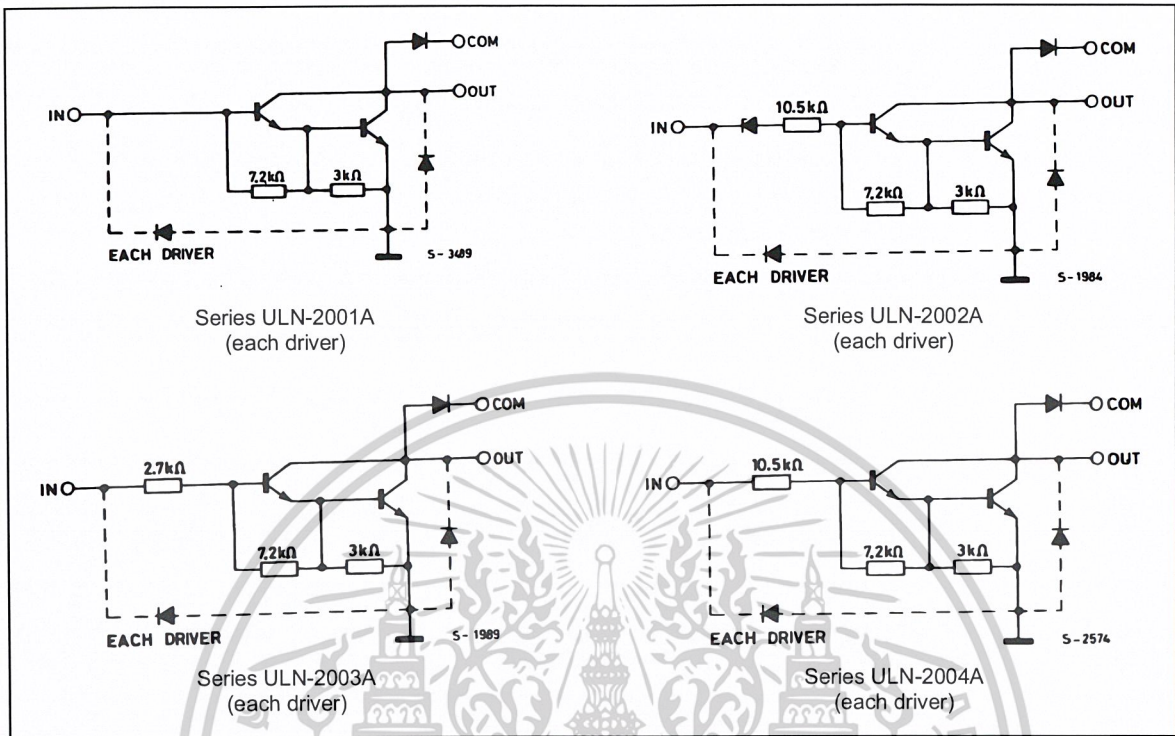 COM
OUT
IN
7.2kΩ 3kΩ
EACH DRIVER
S-3489
Series ULN-2001A
(each driver)
COM
OUT
10.5kΩ
IN
7.2kΩ 3kΩ
EACH DRIVER
S-1984
Series ULN-2002A
(each driver)
COM
OUT
2.7kΩ
IN
7.2kΩ 3kΩ
EACH DRIVER
S-1989
Series ULN-2003A
(each driver)
COM
OUT
10.5kΩ
IN
7.2kΩ 3kΩ
EACH DRIVER
S-2574
Series ULN-2004A
(each driver)